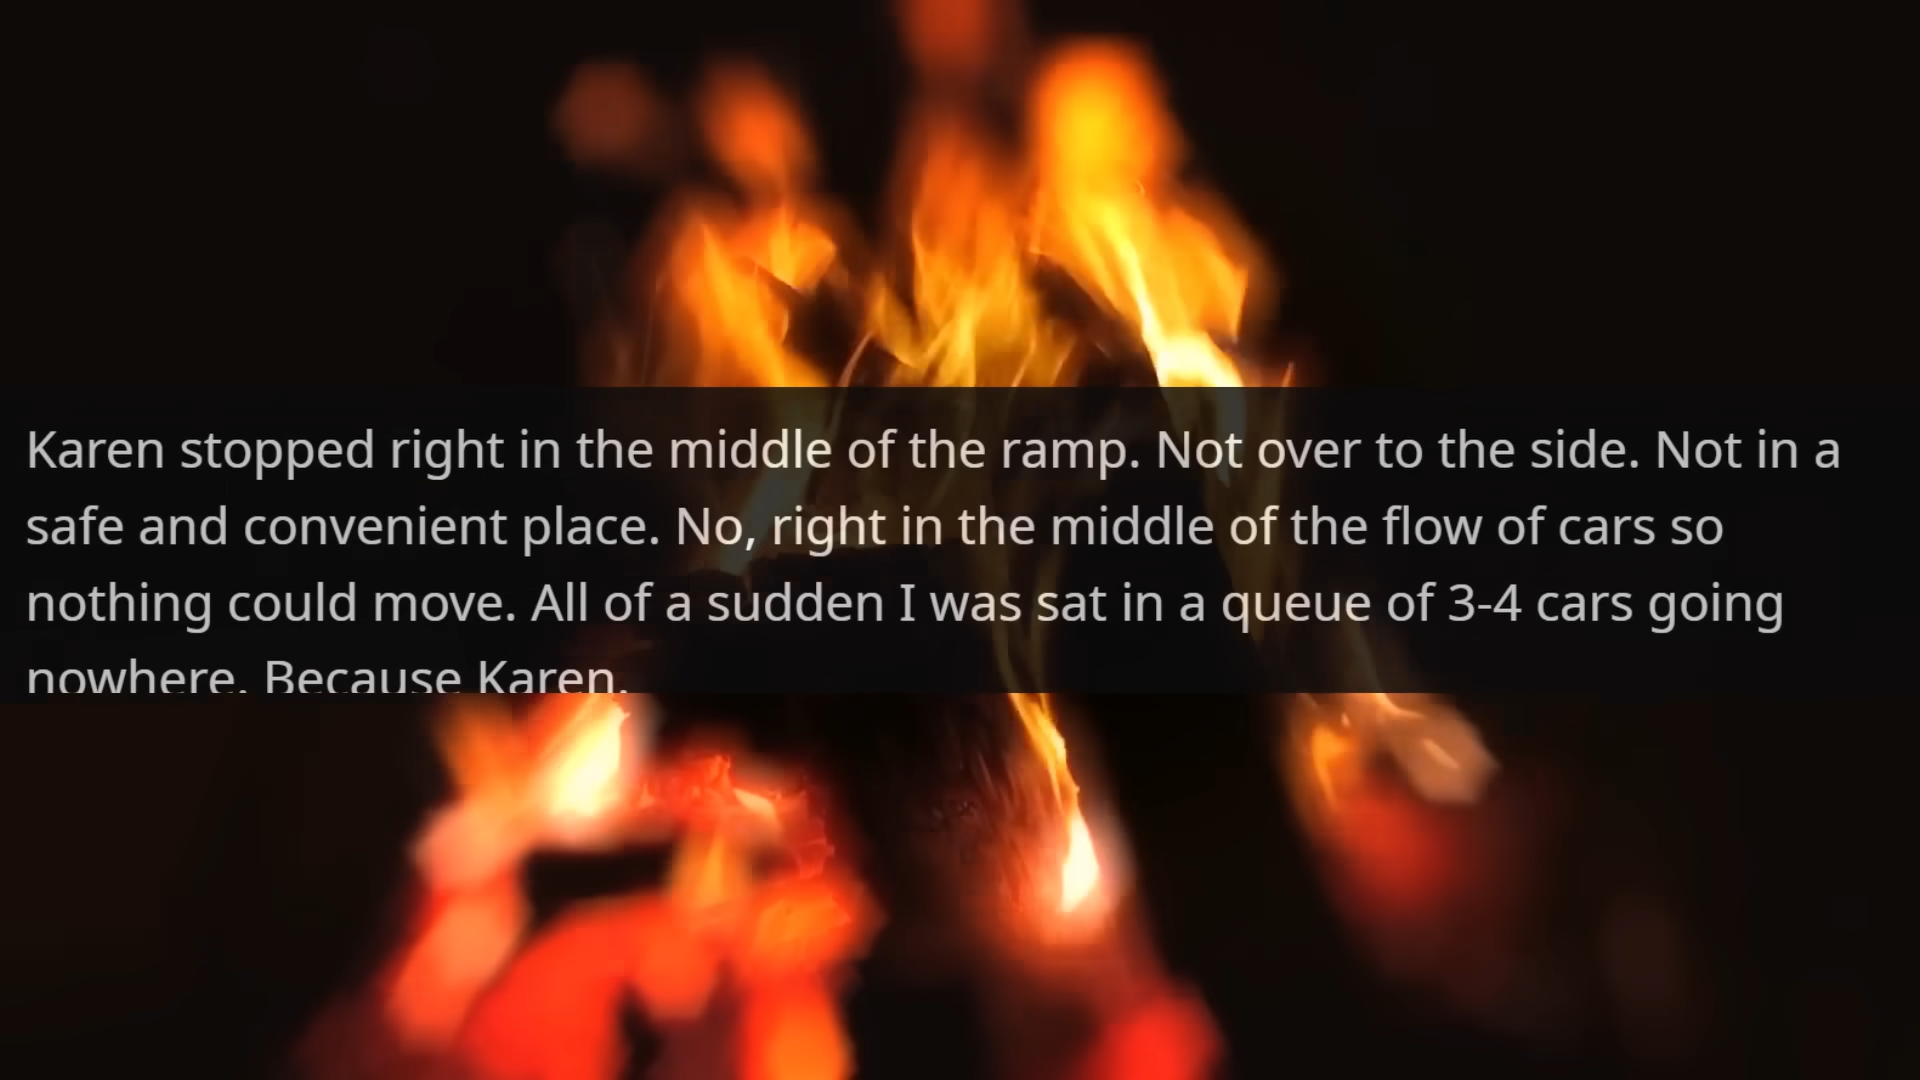 Karen stopped right in the middle of the ramp. Not over to the side. Not in a
safe and convenient place. No, right in the middle of the flow of cars so
nothing could move. All of a sudden I was sat in a queue of 3-4 cars going
nowhere. Because Karen.